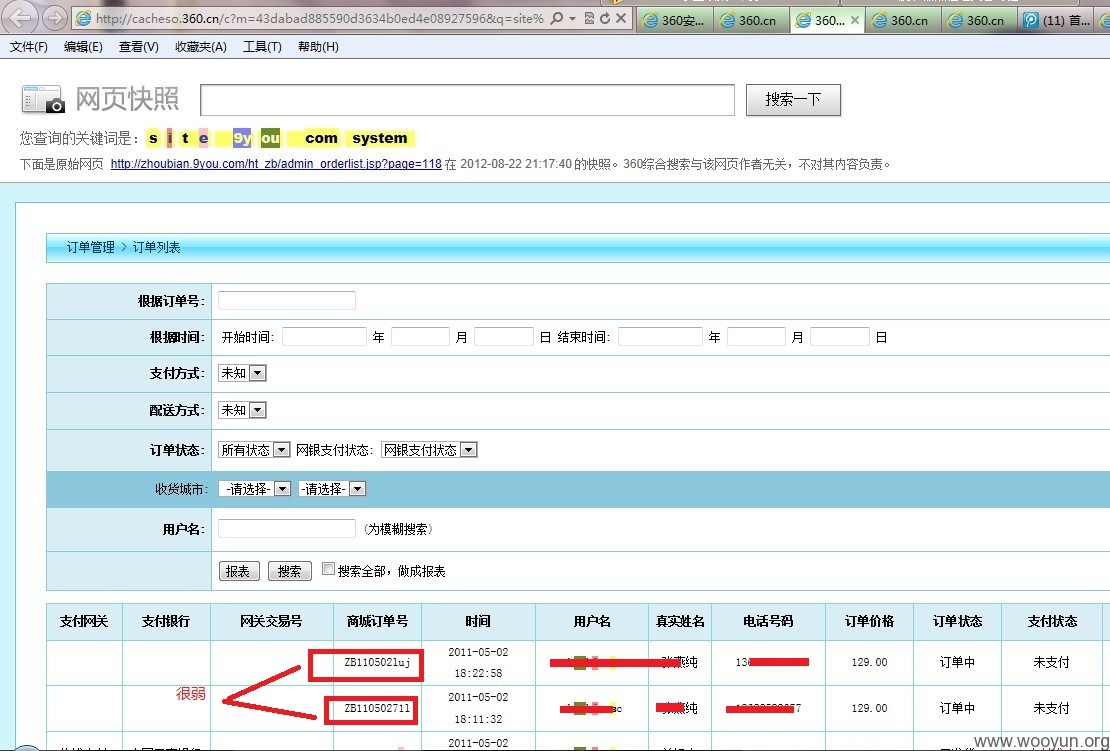 http://cacheso.360.cn/c?m=43dabad885590d3634b0ed4e08927596&q=site%
360安... 360.cn 360... 360.cn 360.cn (11) 首...
文件(F) 编辑(E) 查看(V) 收藏夹(A) 工具(T) 帮助(H)
网页快照 搜索一下
您查询的关键词是： s i t e 9y ou com system
下面是原始网页 http://zhoubian.9you.com/ht_zb/admin_orderlist.jsp?page=118 在 2012-08-22 21:17:40 的快照。360综合搜索与该网页作者无关，不对其内容负责。
订单管理 > 订单列表
根据订单号:
根据时间: 开始时间: 年 月 日 结束时间: 年 月 日
支付方式: 未知
配送方式: 未知
订单状态: 所有状态 网银支付状态: 网银支付状态
收货城市: -请选择- -请选择-
用户名: (为模糊搜索)
报表 搜索 搜索全部，做成报表
支付网关 支付银行 网关交易号 商城订单号 时间 用户名 真实姓名 电话号码 订单价格 订单状态 支付状态
ZB110502luj 2011-05-02 18:22:58 纯 136 129.00 订单中 未支付
很弱
ZB1105027ll 2011-05-02 18:11:32 sc 纯 77 129.00 订单中 未支付
2011-05-02
www.wooyun.org